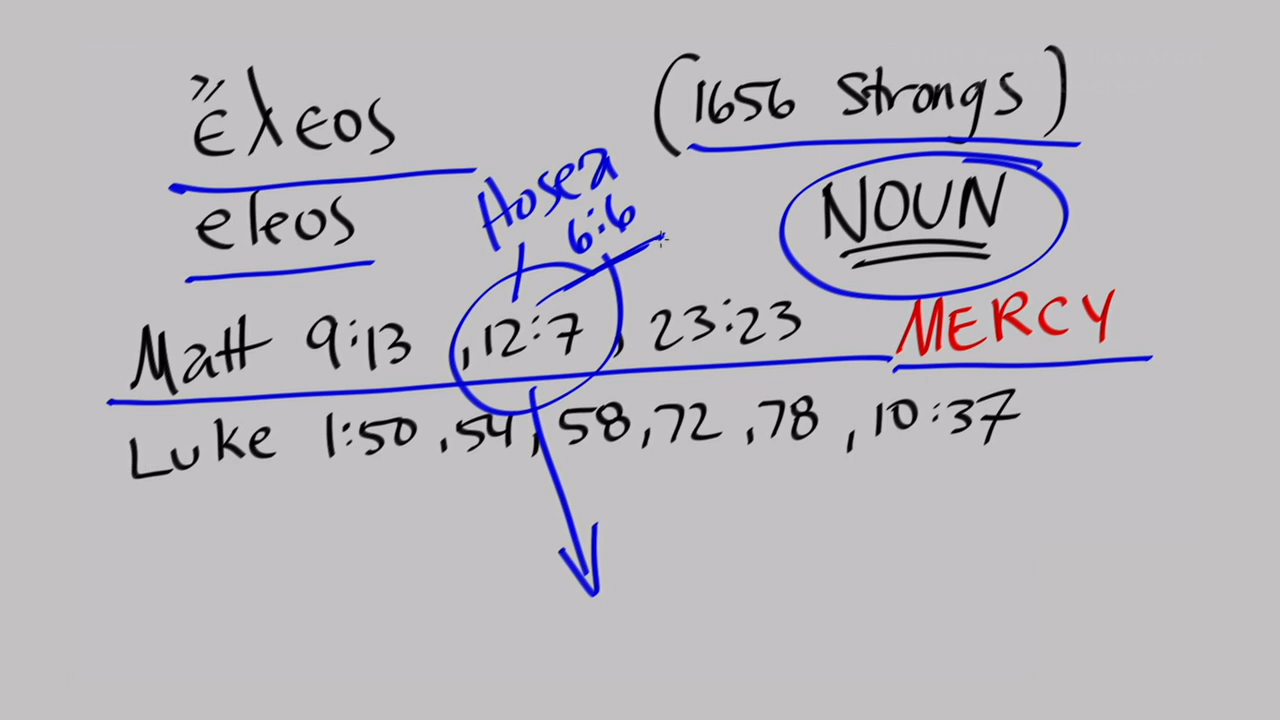 ἔλεος (1656 Strongs)
eleos Hosea 6:6 NOUN
Matt 9:13 , 12:7 , 23:23 MERCY
Luke 1:50 , 54 , 58 , 72 , 78 , 10:37